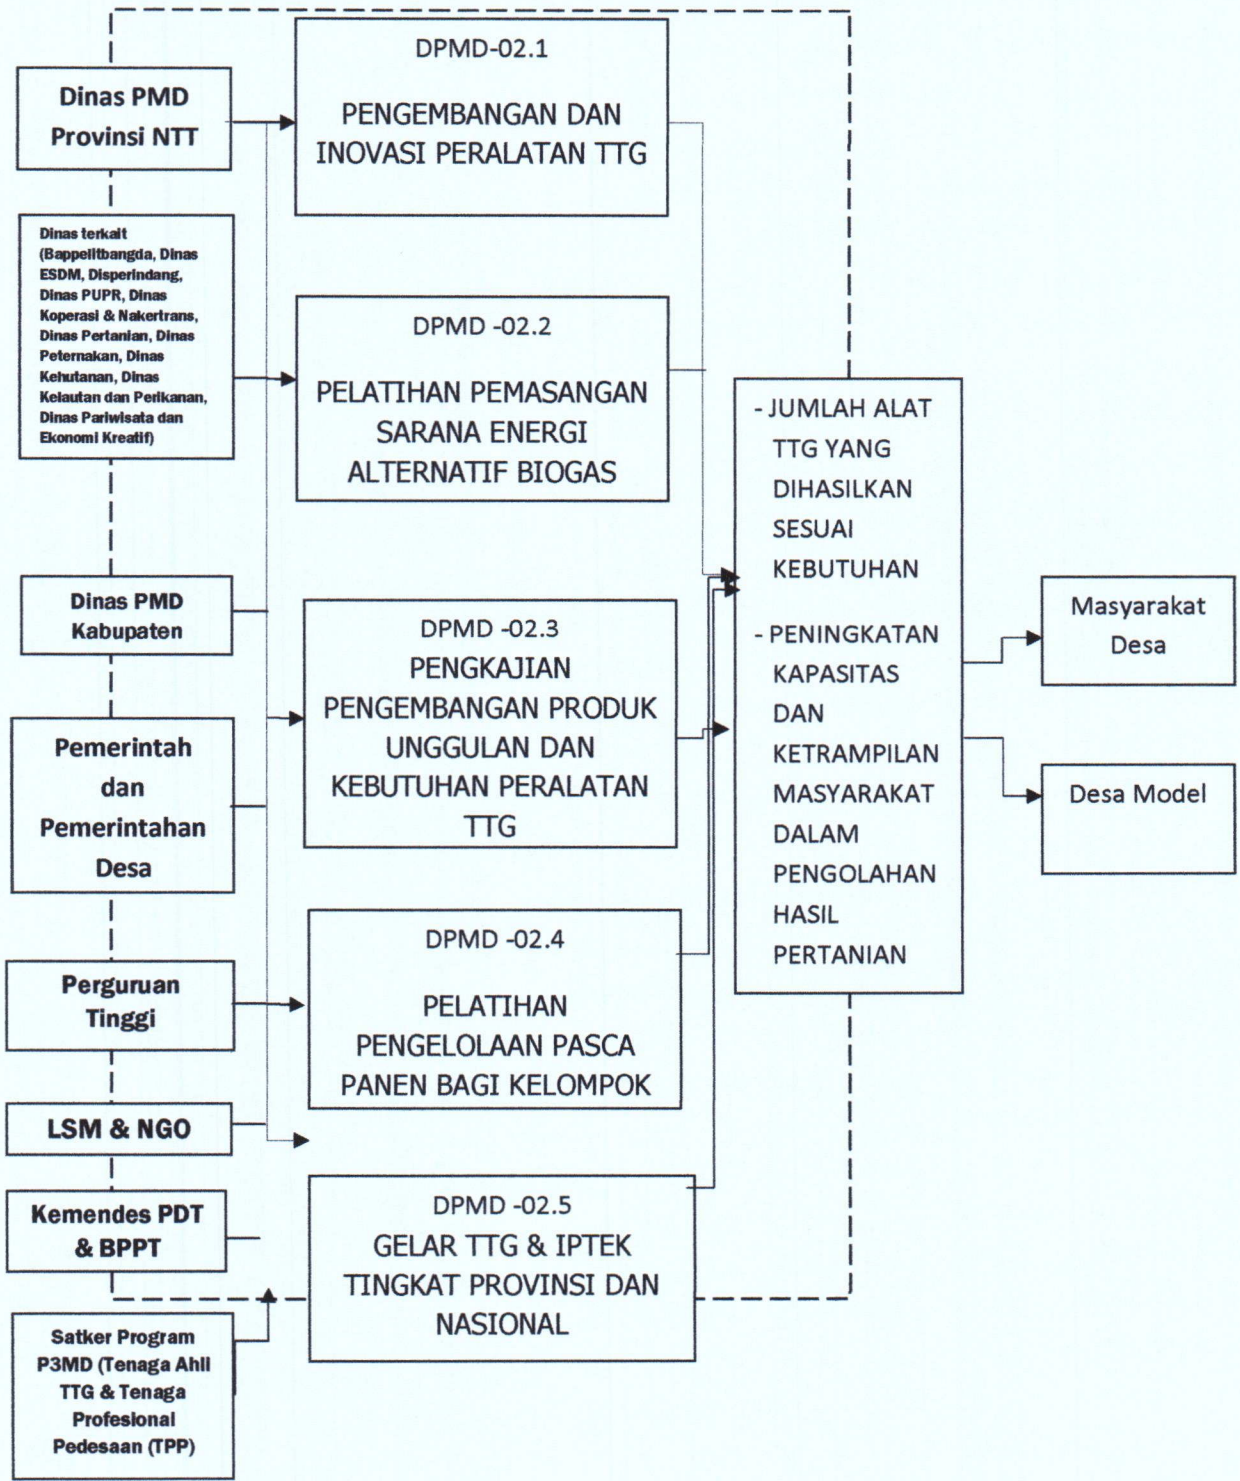 Dinas PMD
Provinsi NTT
Dinas terkait
(Bappelitbangda, Dinas
ESDM, Disperindang,
Dinas PUPR, Dinas
Koperasi & Nakertrans,
Dinas Pertanian, Dinas
Peternakan, Dinas
Kehutanan, Dinas
Kelautan dan Perikanan,
Dinas Pariwisata dan
Ekonomi Kreatif)
Dinas PMD
Kabupaten
Pemerintah
dan
Pemerintahan
Desa
Perguruan
Tinggi
LSM & NGO
Kemendes PDT
& BPPT
Satker Program
P3MD (Tenaga Ahli
TTG & Tenaga
Profesional
Pedesaan (TPP)
DPMD-02.1
PENGEMBANGAN DAN
INOVASI PERALATAN TTG
DPMD -02.2
PELATIHAN PEMASANGAN
SARANA ENERGI
ALTERNATIF BIOGAS
DPMD -02.3
PENGKAJIAN
PENGEMBANGAN PRODUK
UNGGULAN DAN
KEBUTUHAN PERALATAN
TTG
DPMD -02.4
PELATIHAN
PENGELOLAAN PASCA
PANEN BAGI KELOMPOK
DPMD -02.5
GELAR TTG & IPTEK
TINGKAT PROVINSI DAN
NASIONAL
- JUMLAH ALAT
TTG YANG
DIHASILKAN
SESUAI
KEBUTUHAN
- PENINGKATAN
KAPASITAS
DAN
KETRAMPILAN
MASYARAKAT
DALAM
PENGOLAHAN
HASIL
PERTANIAN
Masyarakat
Desa
Desa Model